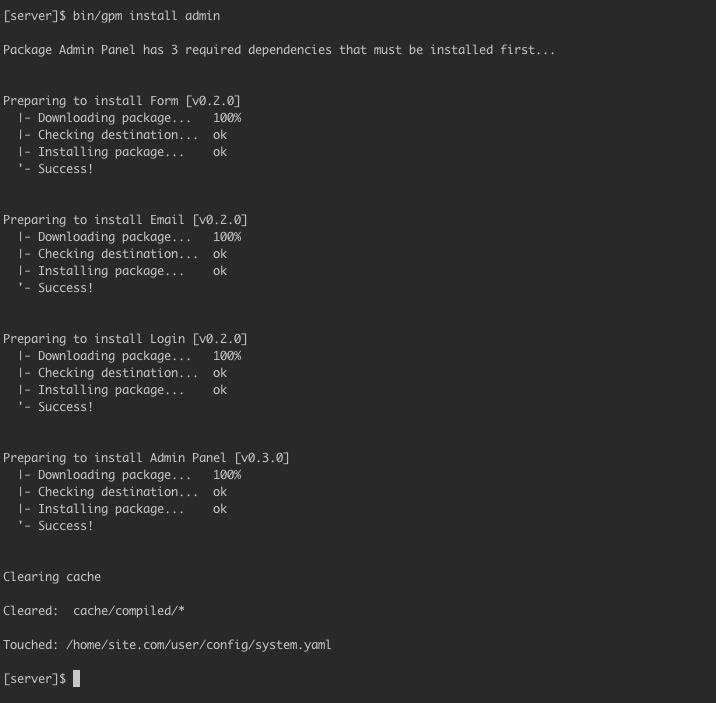 [server]$ bin/gpm install admin
Package Admin Panel has 3 required dependencies that must be installed first...
Preparing to install Form [v0.2.0]
  |- Downloading package...   100%
  |- Checking destination...  ok
  |- Installing package...    ok
  '- Success!
Preparing to install Email [v0.2.0]
  |- Downloading package...   100%
  |- Checking destination...  ok
  |- Installing package...    ok
  '- Success!
Preparing to install Login [v0.2.0]
  |- Downloading package...   100%
  |- Checking destination...  ok
  |- Installing package...    ok
  '- Success!
Preparing to install Admin Panel [v0.3.0]
  |- Downloading package...   100%
  |- Checking destination...  ok
  |- Installing package...    ok
  '- Success!
Clearing cache
Cleared:  cache/compiled/*
Touched: /home/site.com/user/config/system.yaml
[server]$